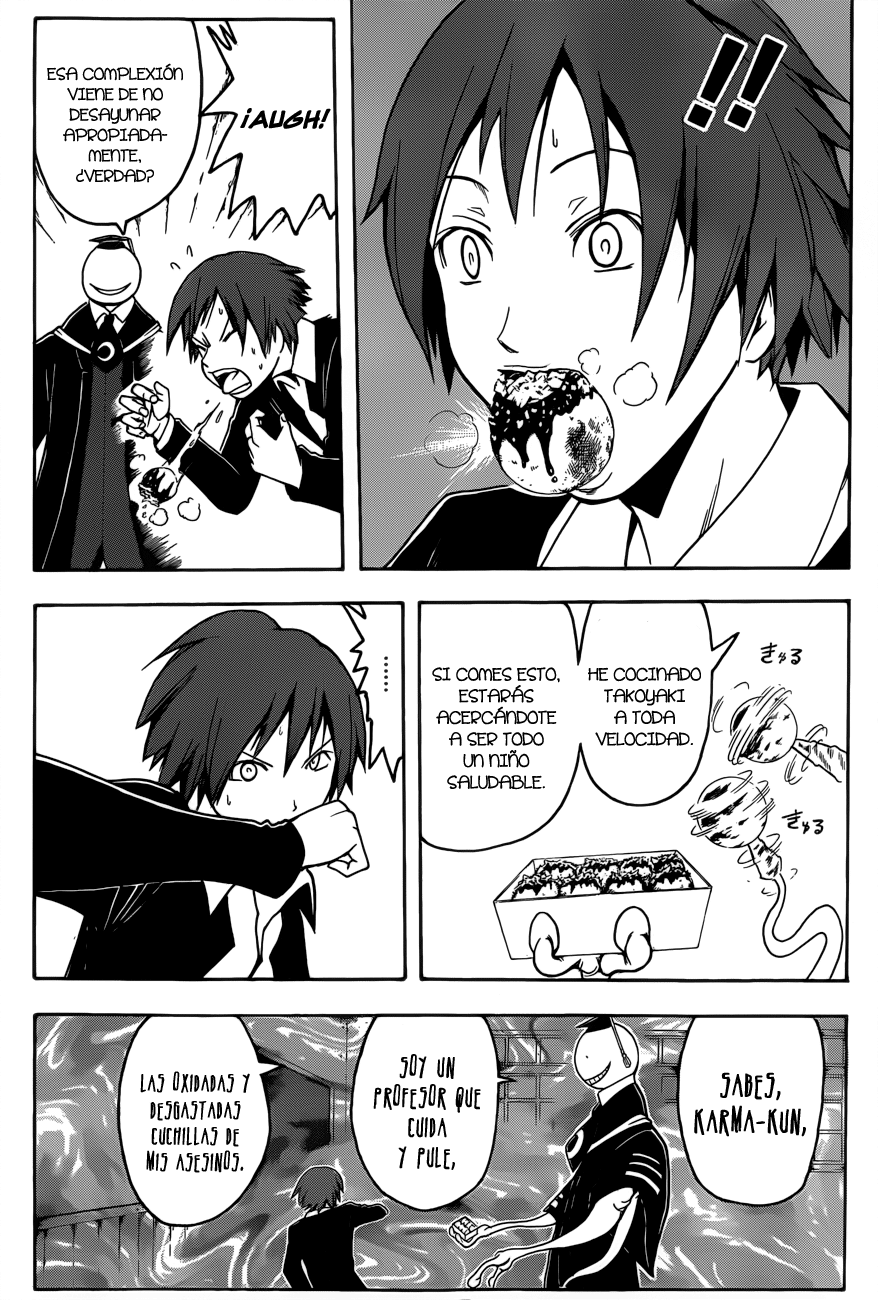 !!
¡AUGH!
ESA COMPLEXIÓN
VIENE DE NO
DESAYUNAR
APROPIADA-
MENTE,
¿VERDAD?
きゅる
きゅる
HE COCINADO
TAKOYAKI
A TODA
VELOCIDAD.
SI COMES ESTO,
ESTARÁS
ACERCÁNDOTE
A SER TODO
UN NIÑO
SALUDABLE.
........
SABES,
KARMA-KUN,
SOY UN
PROFESOR QUE
CUIDA
Y PULE,
LAS OXIDADAS Y
DESGASTADAS
CUCHILLAS DE
MIS ASESINOS.